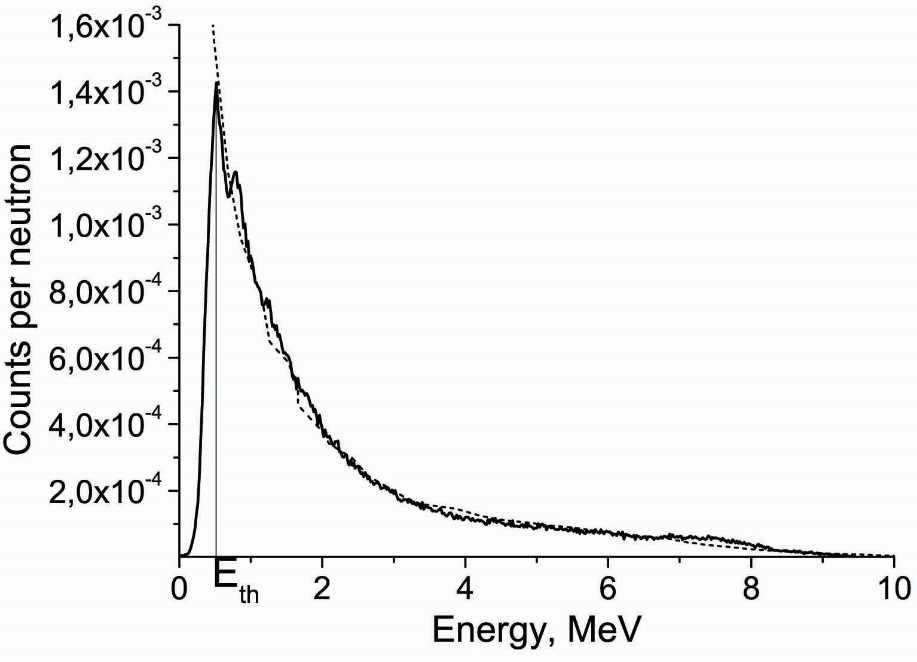 1,6x10⁻³
1,4x10⁻³
1,2x10⁻³
1,0x10⁻³
8,0x10⁻⁴
6,0x10⁻⁴
4,0x10⁻⁴
2,0x10⁻⁴
Counts per neutron
0 2 4 6 8 10
Eth
Energy, MeV